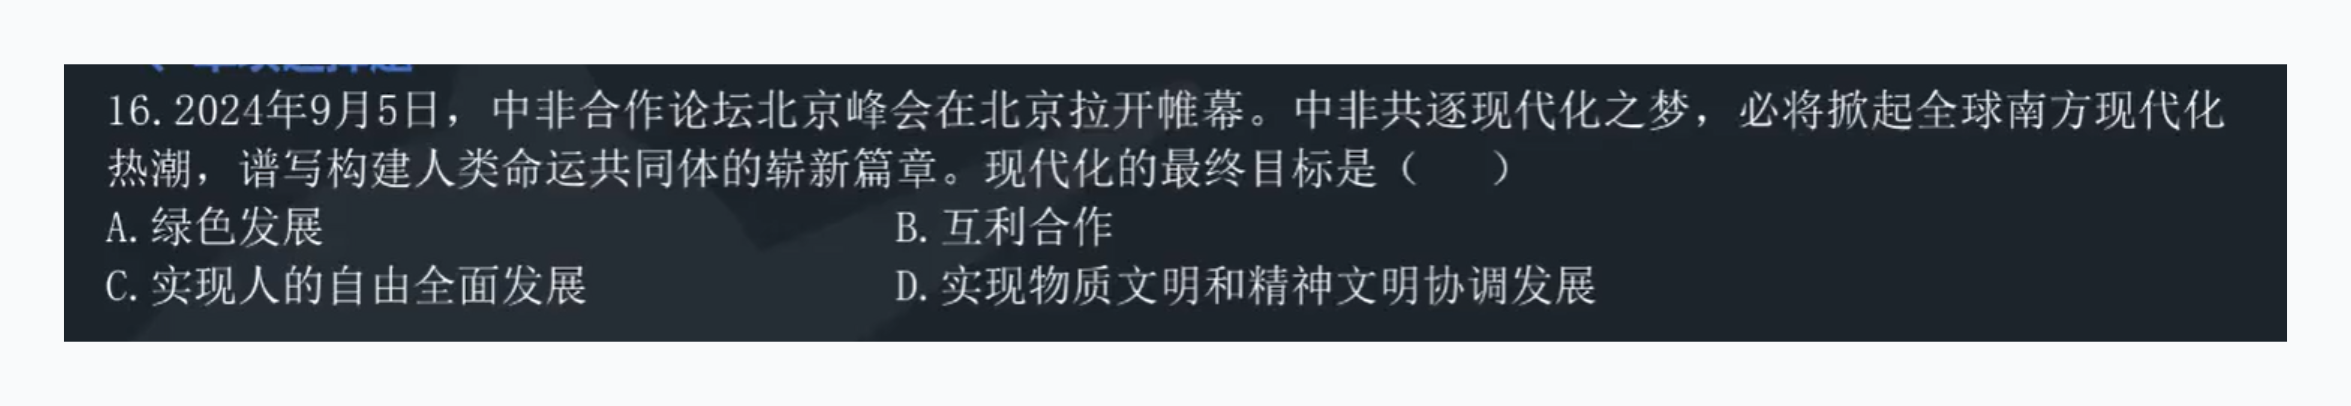 16.2024年9月5日，中非合作论坛北京峰会在北京拉开帷幕。中非共逐现代化之梦，必将掀起全球南方现代化
热潮，谱写构建人类命运共同体的崭新篇章。现代化的最终目标是（　　）
A.绿色发展　　B.互利合作
C.实现人的自由全面发展　　D.实现物质文明和精神文明协调发展